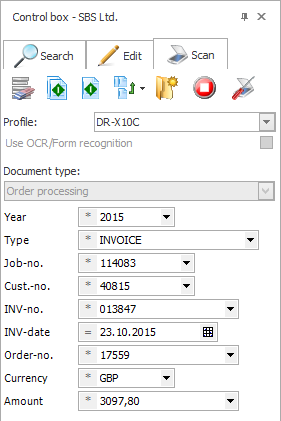 Control box - SBS Ltd.
Search Edit Scan
Profile: DR-X10C
Use OCR/Form recognition
Document type:
Order processing
Year * 2015
Type * INVOICE
Job-no. * 114083
Cust.-no. * 40815
INV-no. * 013847
INV-date = 23.10.2015
Order-no. * 17559
Currency * GBP
Amount * 3097,80